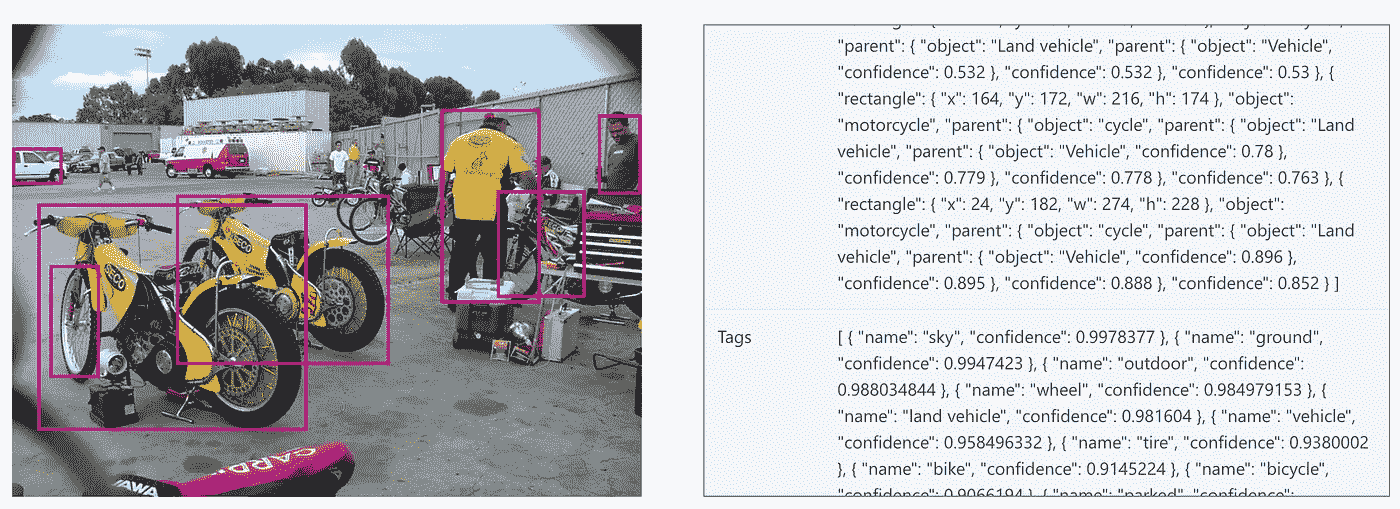 "parent": { "object": "Land vehicle", "parent": { "object": "Vehicle",
"confidence": 0.532 }, "confidence": 0.532 }, "confidence": 0.53 }, {
"rectangle": { "x": 164, "y": 172, "w": 216, "h": 174 }, "object":
"motorcycle", "parent": { "object": "cycle", "parent": { "object": "Land
vehicle", "parent": { "object": "Vehicle", "confidence": 0.78 },
"confidence": 0.779 }, "confidence": 0.778 }, "confidence": 0.763 }, {
"rectangle": { "x": 24, "y": 182, "w": 274, "h": 228 }, "object":
"motorcycle", "parent": { "object": "cycle", "parent": { "object": "Land
vehicle", "parent": { "object": "Vehicle", "confidence": 0.896 },
"confidence": 0.895 }, "confidence": 0.888 }, "confidence": 0.852 } ]
Tags
[ { "name": "sky", "confidence": 0.9978377 }, { "name": "ground",
"confidence": 0.9947423 }, { "name": "outdoor", "confidence":
0.988034844 }, { "name": "wheel", "confidence": 0.984979153 }, {
"name": "land vehicle", "confidence": 0.981604 }, { "name": "vehicle",
"confidence": 0.958496332 }, { "name": "tire", "confidence": 0.9380002
}, { "name": "bike", "confidence": 0.9145224 }, { "name": "bicycle",
"confidence": 0.9066194 }, { "name": "parked", "confidence":